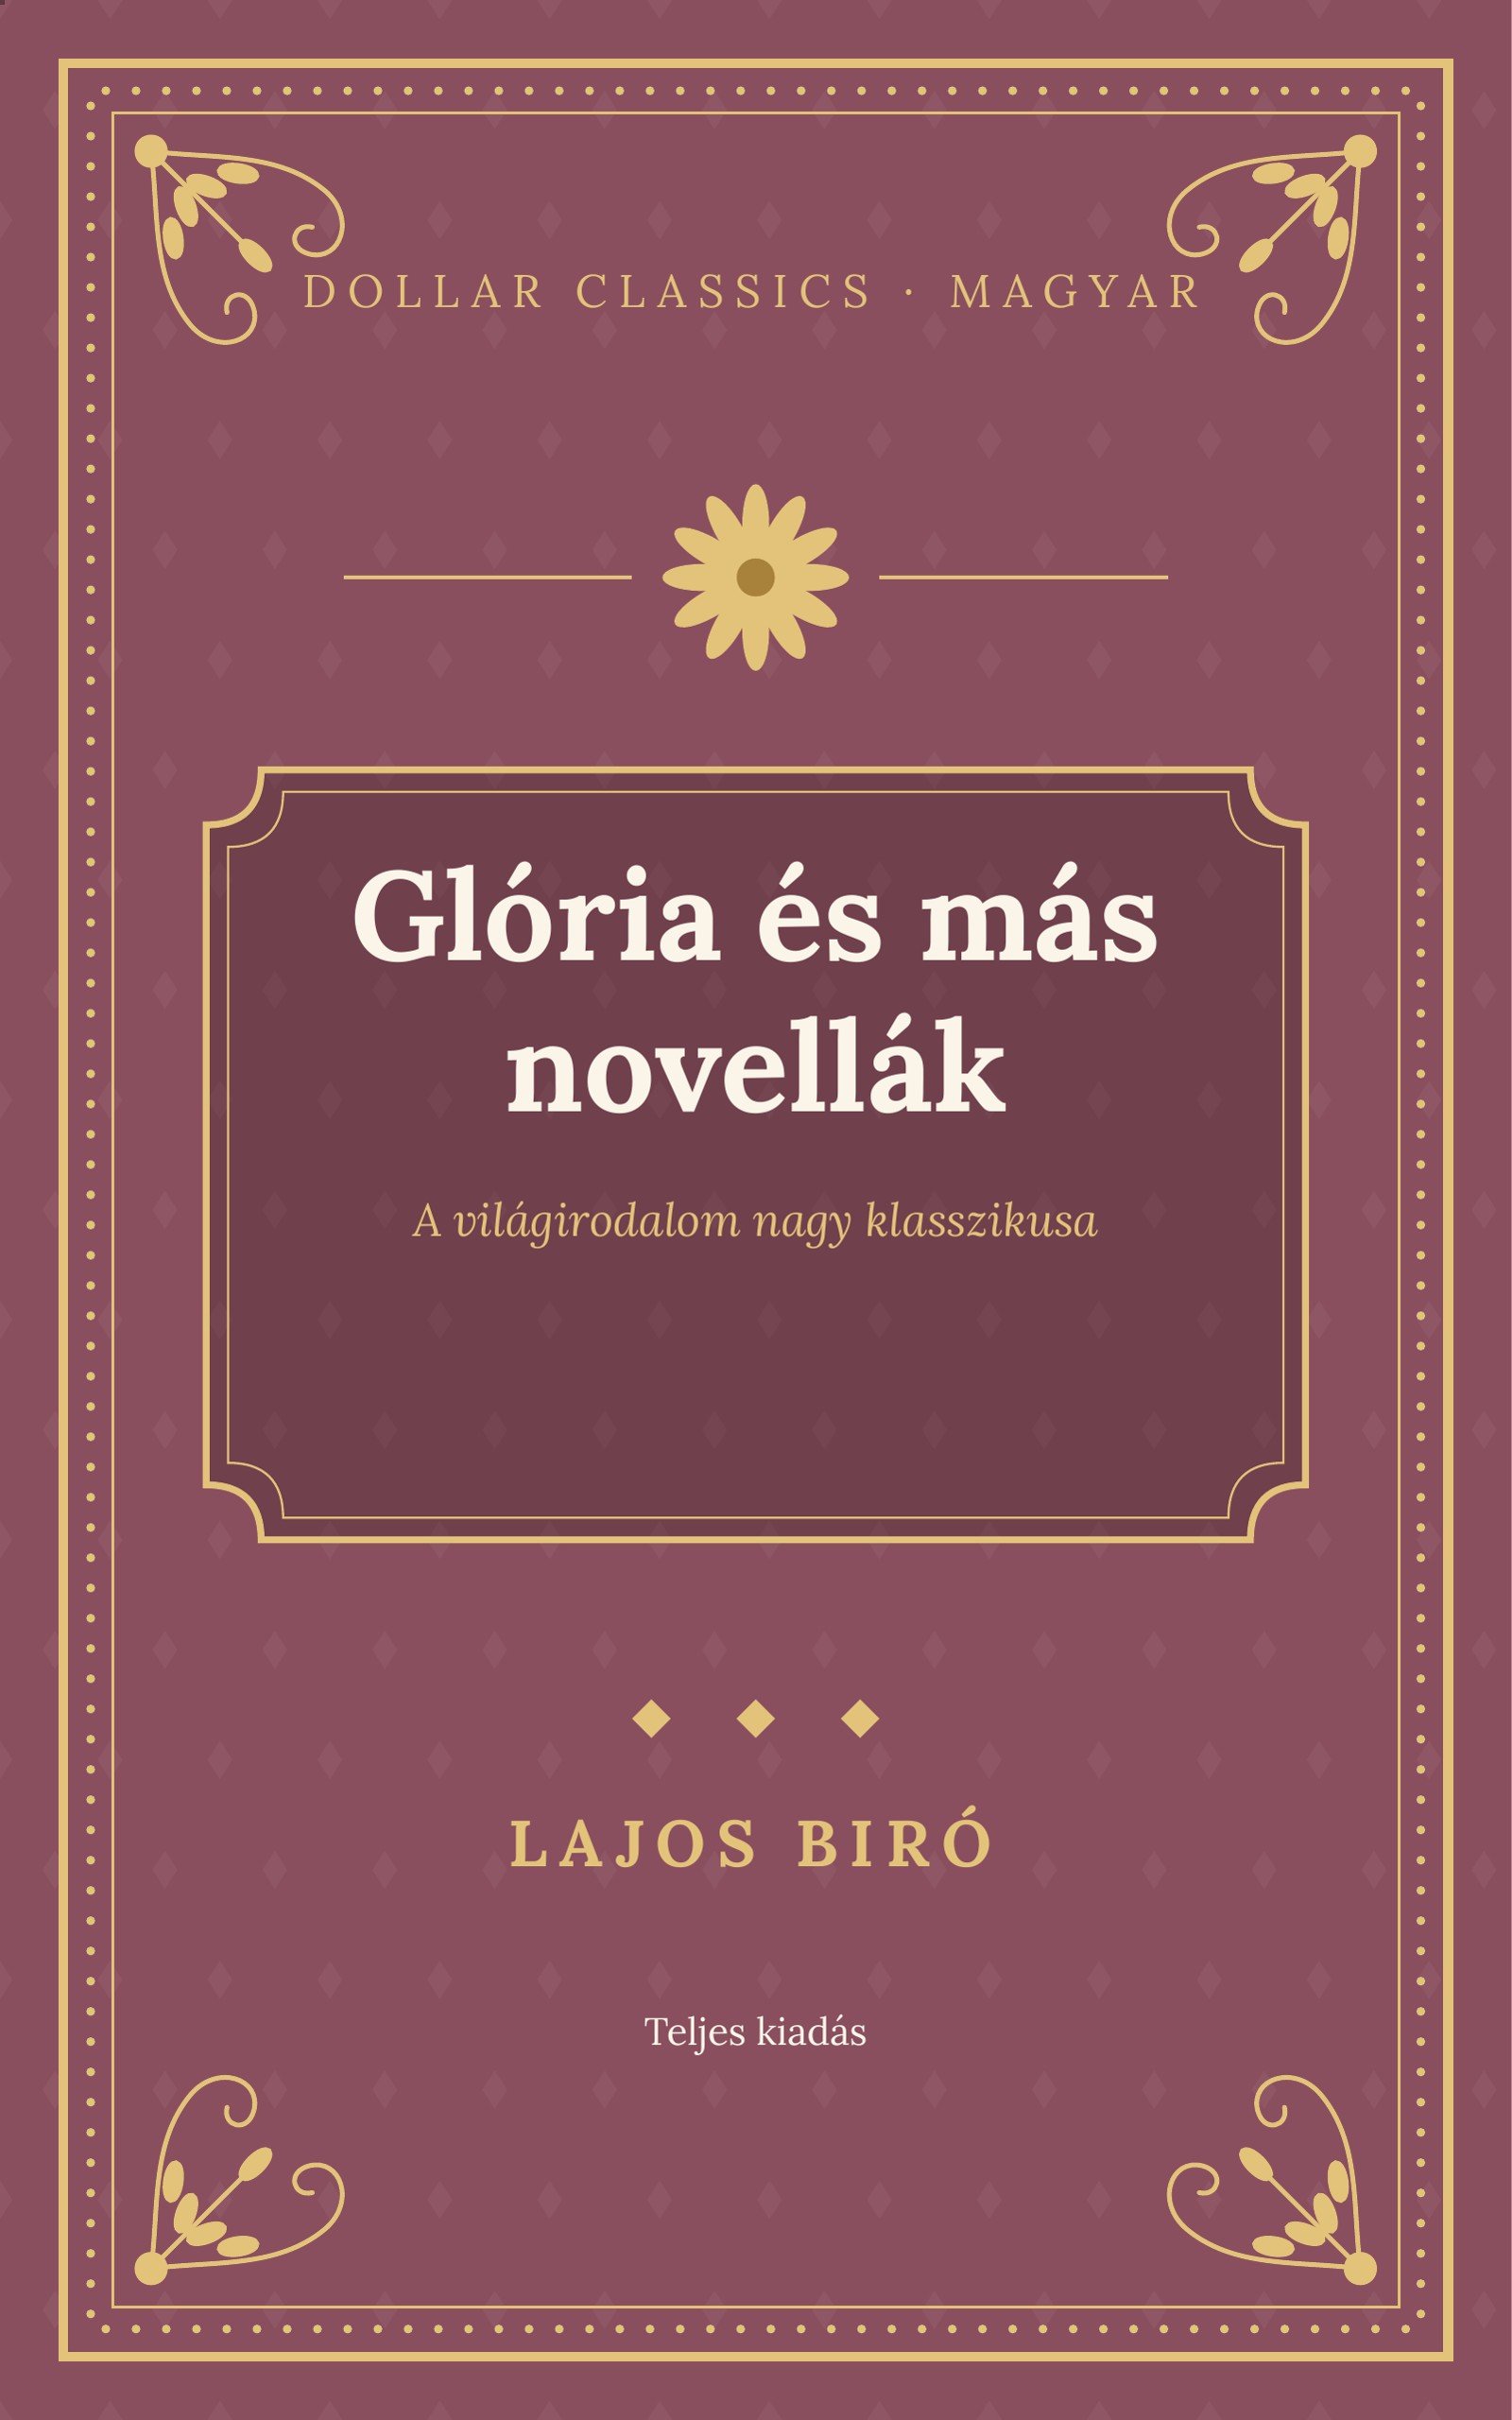 DOLLAR CLASSICS · MAGYAR
Glória és más
novellák
A világirodalom nagy klasszikusa
LAJOS BIRÓ
Teljes kiadás